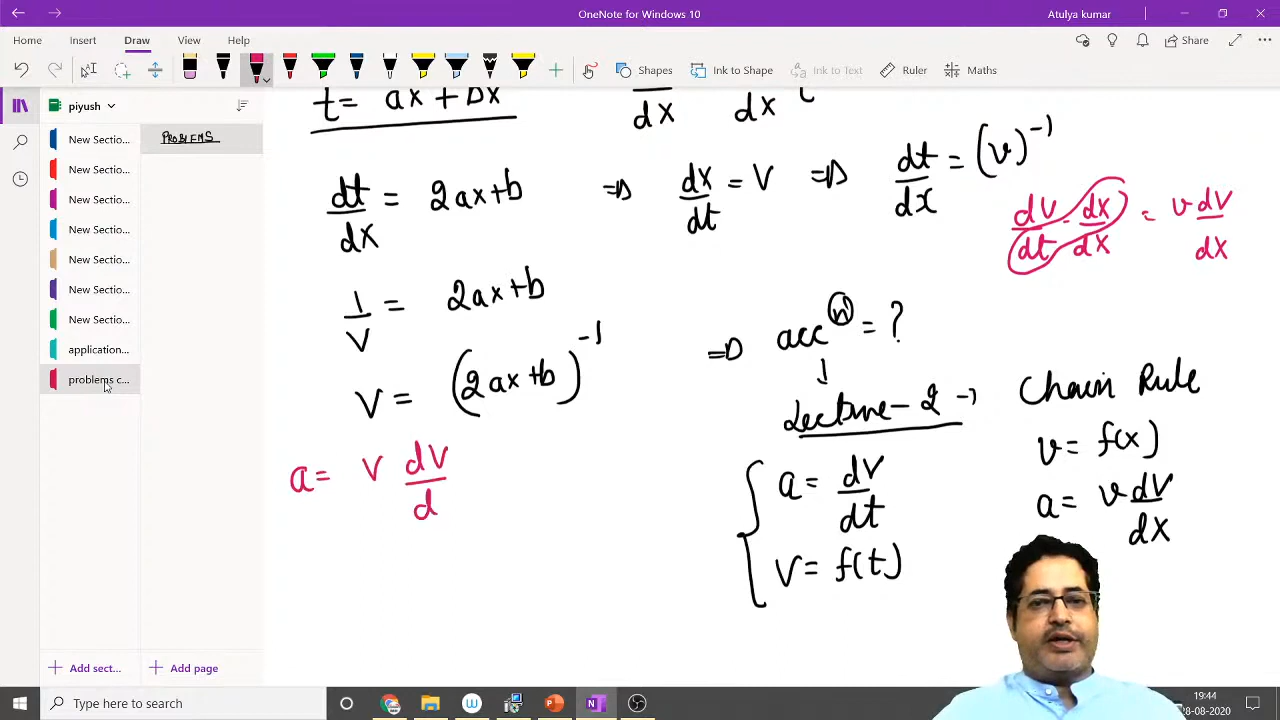 OneNote for Windows 10
Atulya kumar
Home Insert Draw View Help
Share
Shapes Ink to Shape Ink to Text Ruler Maths
piyush
New Sectio...
New Sectio...
New Sectio...
New Sectio...
New Sectio...
New Sectio...
New Sectio...
application...
problems c...
Add sect...
PROBLEMS
Add page
t = ax + bx
dx dx
dt/dx = 2ax+b ⇒ dx/dt = V ⇒ dt/dx = (v)⁻¹
dv/dt - dx/dx = v dv/dx
1/V = 2ax+b
V = (2ax+b)⁻¹
a = V dV/d
⇒ accⁿ = ?
↓
Lecture - 2 →
a = dV/dt
V = f(t)
Chain Rule
v = f(x)
a = v dV/dx
Type here to search
19:44
28-08-2020